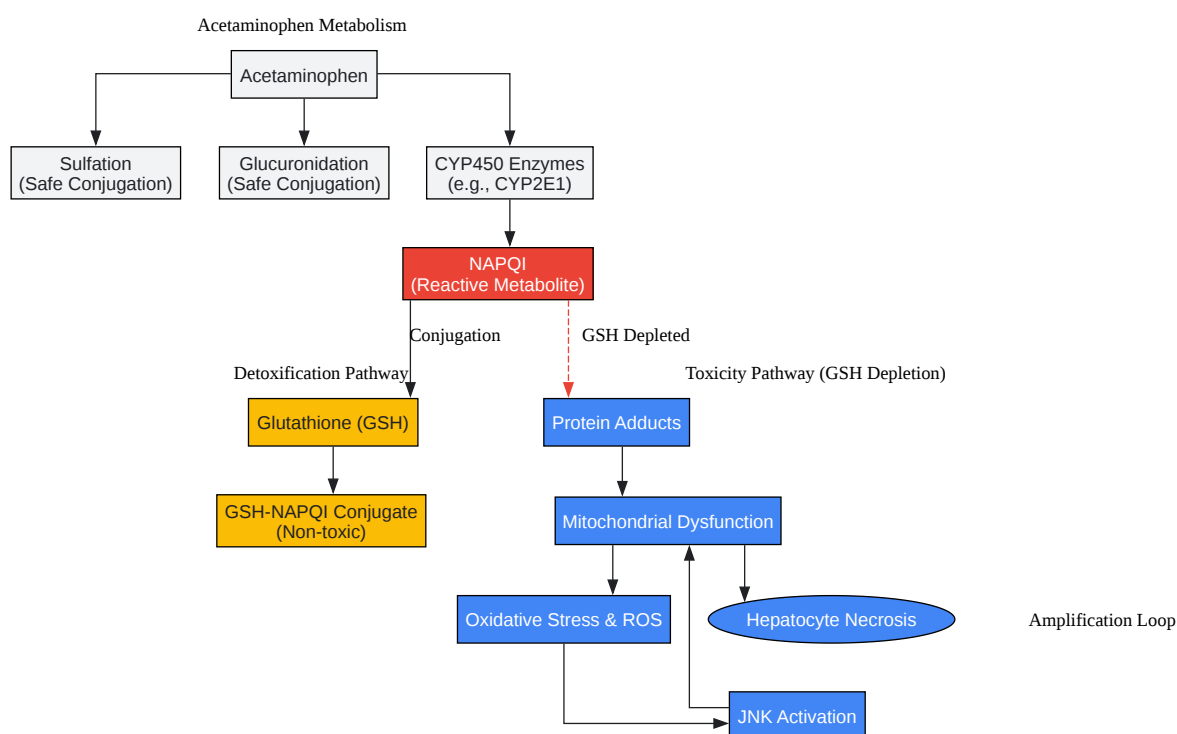 Acetaminophen Metabolism
Acetaminophen
Sulfation
(Safe Conjugation)
Glucuronidation
(Safe Conjugation)
CYP450 Enzymes
(e.g., CYP2E1)
NAPQI
(Reactive Metabolite)
Conjugation
GSH Depleted
Detoxification Pathway
Toxicity Pathway (GSH Depletion)
Glutathione (GSH)
Protein Adducts
GSH-NAPQI Conjugate
(Non-toxic)
Mitochondrial Dysfunction
Oxidative Stress & ROS
Hepatocyte Necrosis
Amplification Loop
JNK Activation